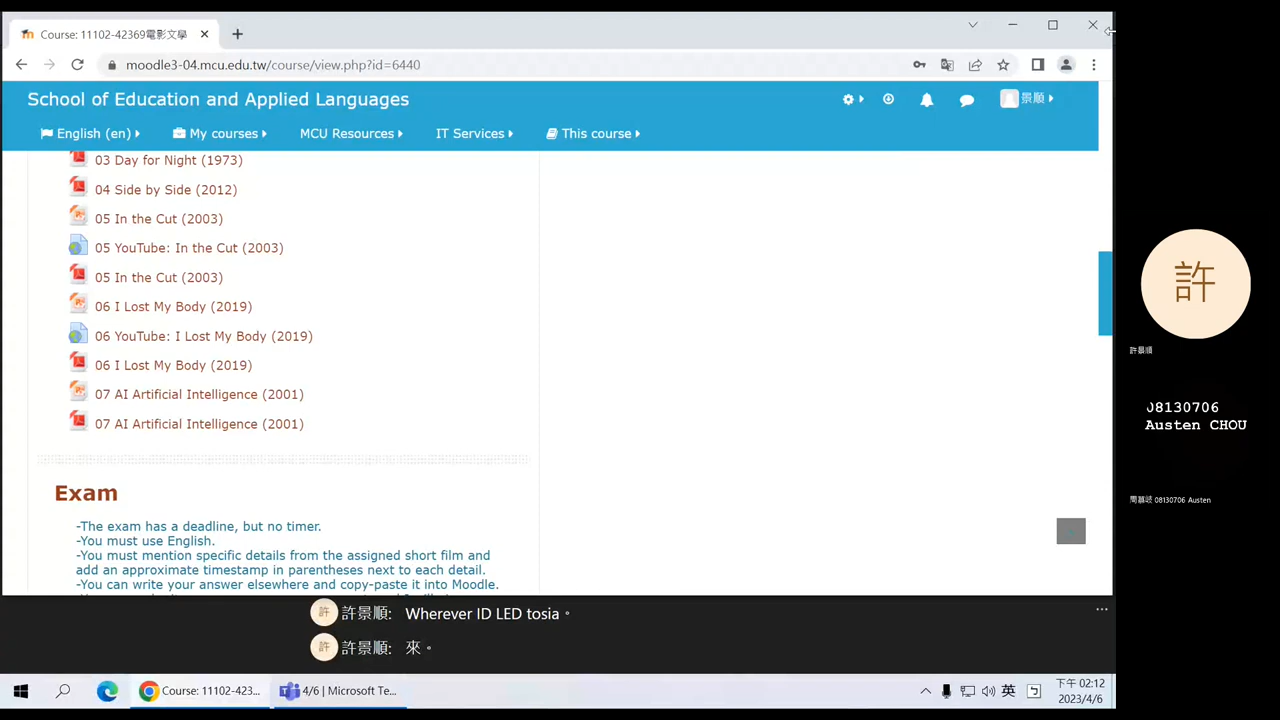 Course: 11102-42369電影文學
moodle3-04.mcu.edu.tw/course/view.php?id=6440
School of Education and Applied Languages
景順
English (en)
My courses
MCU Resources
IT Services
This course
03 Day for Night (1973)
04 Side by Side (2012)
05 In the Cut (2003)
05 YouTube: In the Cut (2003)
05 In the Cut (2003)
06 I Lost My Body (2019)
06 YouTube: I Lost My Body (2019)
06 I Lost My Body (2019)
07 AI Artificial Intelligence (2001)
07 AI Artificial Intelligence (2001)
Exam
-The exam has a deadline, but no timer.
-You must use English.
-You must mention specific details from the assigned short film and
add an approximate timestamp in parentheses next to each detail.
-You can write your answer elsewhere and copy-paste it into Moodle.
許
許景順
08130706
Austen CHOU
08130706 Austen
許 許景順: Wherever ID LED tosia。
許 許景順: 來。
Course: 11102-423...
4/6 | Microsoft Te...
英
下午 02:12
2023/4/6